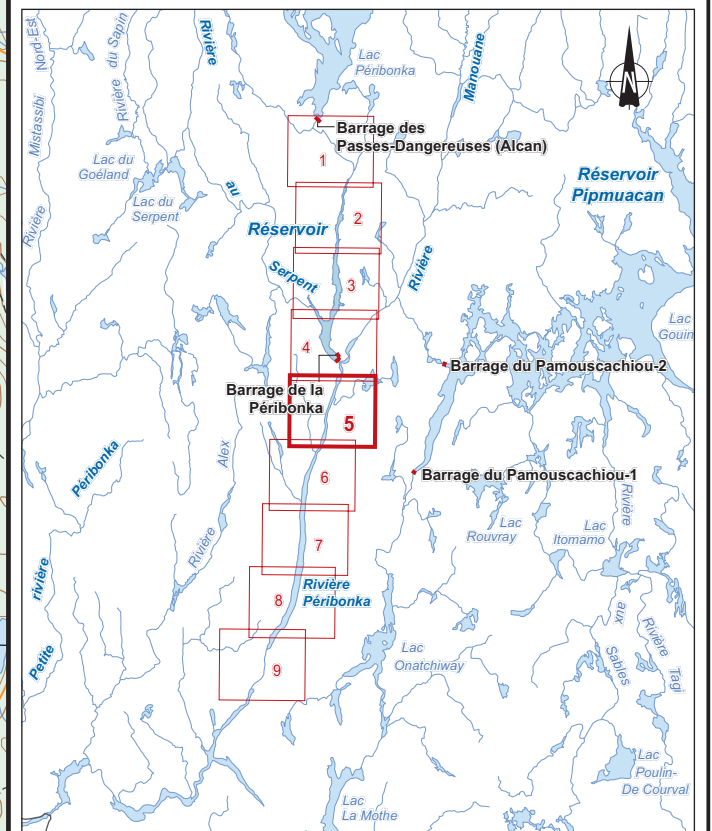 Rivière
Nord-Est
Mistassibi
Rivière
Rivière du Sapin
Lac
Péribonka
Manouane
N
Barrage des
Passes-Dangereuses (Alcan)
1
Lac du
Goéland
Lac du
Serpent
au
Réservoir
Réservoir
Pipmuacan
2
Serpent
3
Rivière
Lac
Gouin
4
Barrage du Pamouscachiou-2
Barrage de la
Péribonka
5
Péribonka
Alex
6
Barrage du Pamouscachiou-1
Lac
Rouvray
Lac
Itomamo
Rivière
7
Rivière
rivière
8
Rivière
Péribonka
aux
Rivière
Sables
Tagi
Petite
9
Lac
Onatchiway
Lac
Poulin-
De Courval
Lac
La Mothe